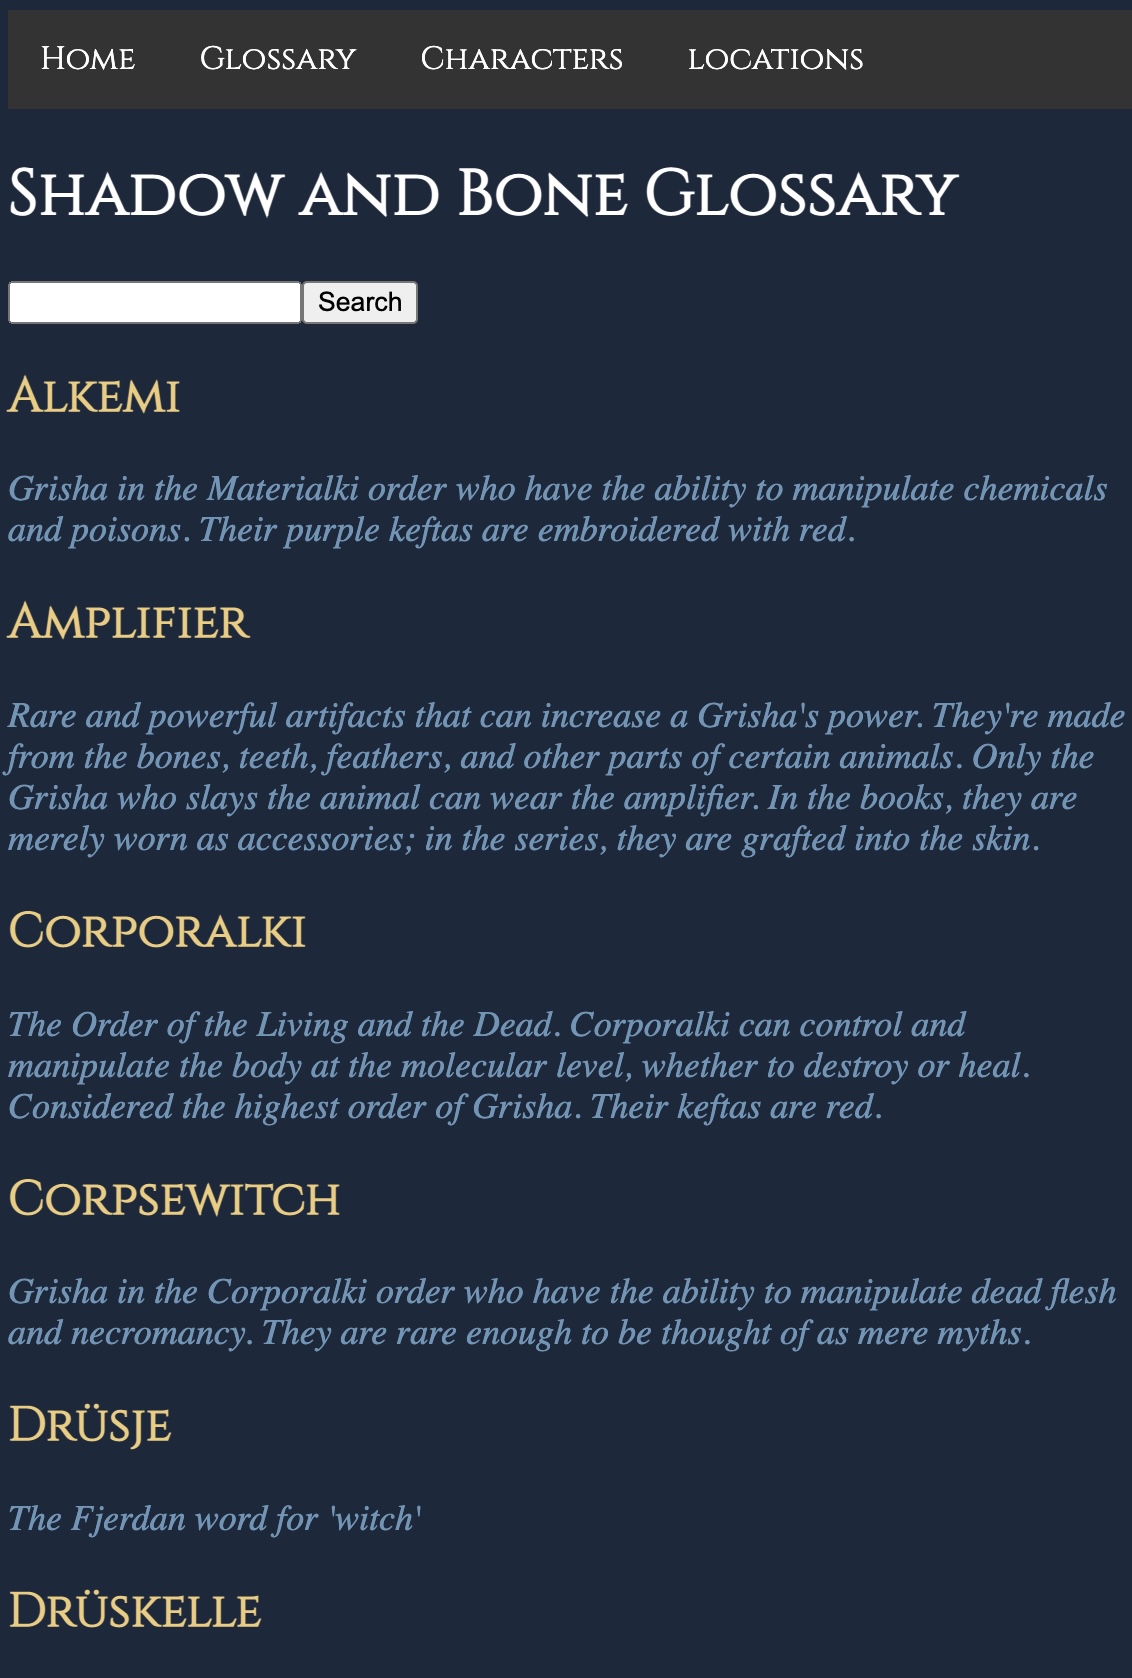 Home Glossary Characters locations
Shadow and Bone Glossary
Search
Alkemi
Grisha in the Materialki order who have the ability to manipulate chemicals
and poisons. Their purple keftas are embroidered with red.
Amplifier
Rare and powerful artifacts that can increase a Grisha's power. They're made
from the bones, teeth, feathers, and other parts of certain animals. Only the
Grisha who slays the animal can wear the amplifier. In the books, they are
merely worn as accessories; in the series, they are grafted into the skin.
Corporalki
The Order of the Living and the Dead. Corporalki can control and
manipulate the body at the molecular level, whether to destroy or heal.
Considered the highest order of Grisha. Their keftas are red.
Corpsewitch
Grisha in the Corporalki order who have the ability to manipulate dead flesh
and necromancy. They are rare enough to be thought of as mere myths.
Drüsje
The Fjerdan word for 'witch'
Drüskelle